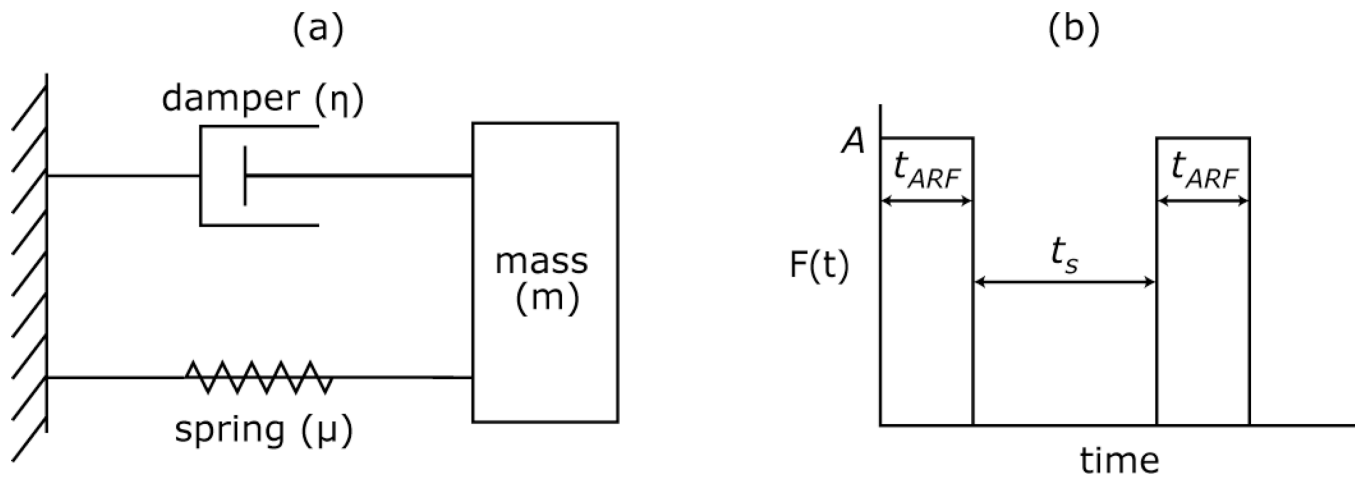 (a)
damper (η)
mass
(m)
spring (μ)
(b)
A
t_ARF
t_ARF
t_s
F(t)
time